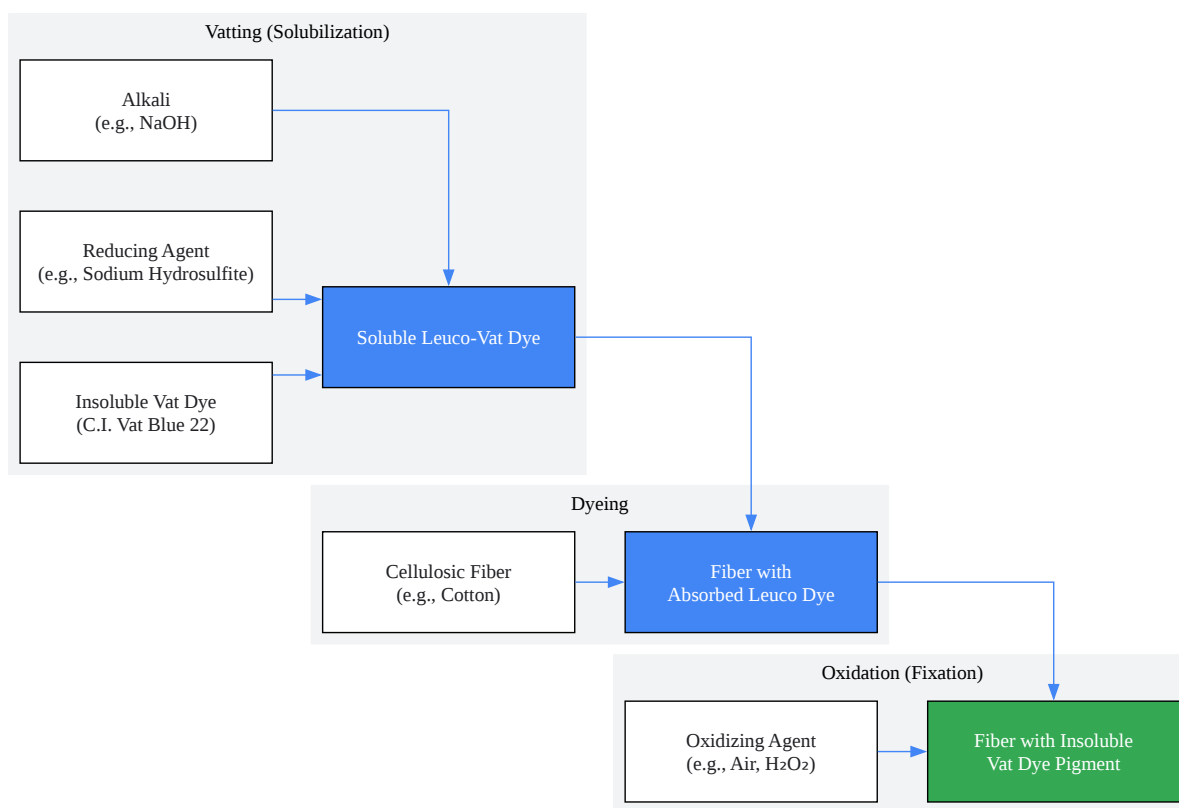 Vatting (Solubilization)
Alkali
(e.g., NaOH)
Reducing Agent
(e.g., Sodium Hydrosulfite)
Soluble Leuco-Vat Dye
Insoluble Vat Dye
(C.I. Vat Blue 22)
Dyeing
Cellulosic Fiber
(e.g., Cotton)
Fiber with
Absorbed Leuco Dye
Oxidation (Fixation)
Oxidizing Agent
(e.g., Air, H₂O₂)
Fiber with Insoluble
Vat Dye Pigment